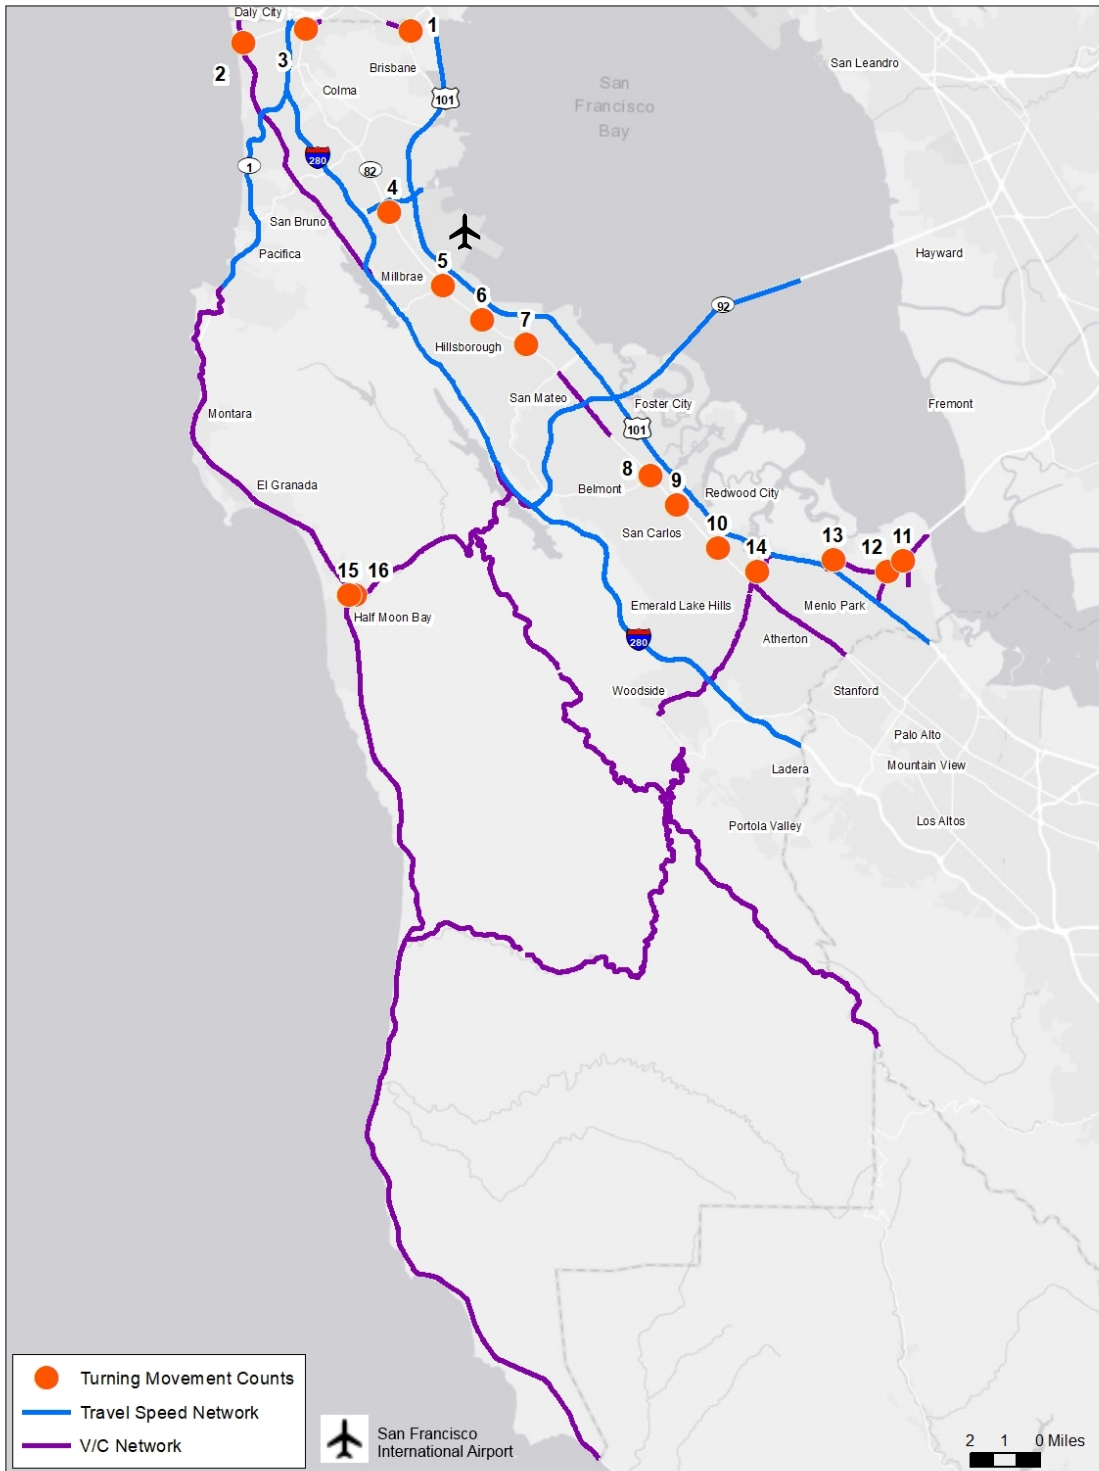 Daly City
1
2
3
Brisbane
Colma
101
San Leandro
San
Francisco
Bay
280
1
82
4
San Bruno
Pacifica
5
Millbrae
Hayward
6
92
7
Hillsborough
San Mateo
Foster City
Fremont
Montara
101
8
Belmont
9
Redwood City
El Granada
San Carlos
10
13
11
12
14
15
16
Half Moon Bay
Emerald Lake Hills
Menlo Park
280
Atherton
Woodside
Stanford
Palo Alto
Mountain View
Ladera
Portola Valley
Los Altos
Turning Movement Counts
Travel Speed Network
V/C Network
San Francisco
International Airport
2 1 0 Miles